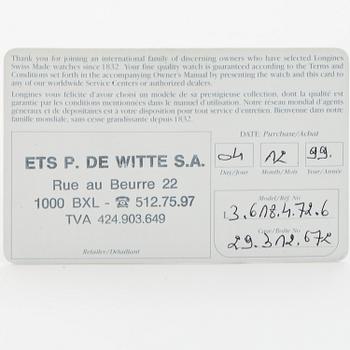 Thank you for joining an international family of discerning owners who have selected Longines
Swiss Made watches since 1832. Your fine quality watch is guaranteed according to the Terms and
Conditions set forth in the accompanying Owner's Manual by presenting the watch and this card to
any of our worldwide Service Centers or authorized dealers.
Longines vous félicite d'avoir choisi un modèle de sa prestigieuse collection, dont la qualité est
garantie par les conditions mentionnées dans le manuel d'utilisation. Notre réseau mondial d'agents
généraux et de dépositaires est à votre disposition pour tout service d'entretien. Bienvenue dans notre
famille mondiale, sans cesse grandissante depuis 1832.
DATE Purchase/Achat
04 12 99.
Day/Jour Month/Mois Year/Année
ETS P. DE WITTE S.A.
Rue au Beurre 22
1000 BXL - ☎ 512.75.97
TVA 424.903.649
Retailer/Détaillant
Model/Réf. No
3.618.4.72.6
Case/Boîte No
29.312.672